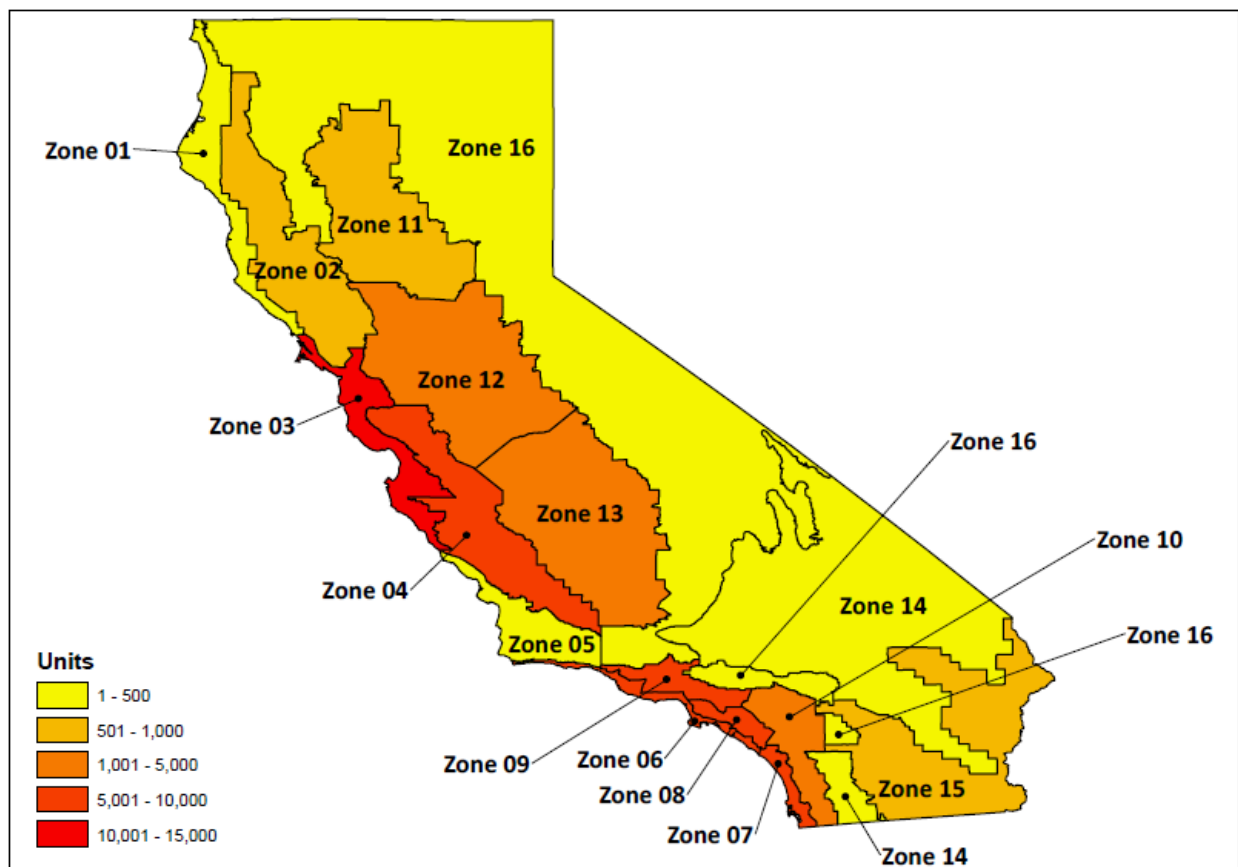 Zone 01
Zone 16
Zone 11
Zone 02
Zone 12
Zone 03
Zone 16
Zone 13
Zone 10
Zone 04
Zone 14
Zone 16
Zone 05
Units
1 - 500
501 - 1,000
1,001 - 5,000
5,001 - 10,000
10,001 - 15,000
Zone 09
Zone 06
Zone 08
Zone 15
Zone 07
Zone 14